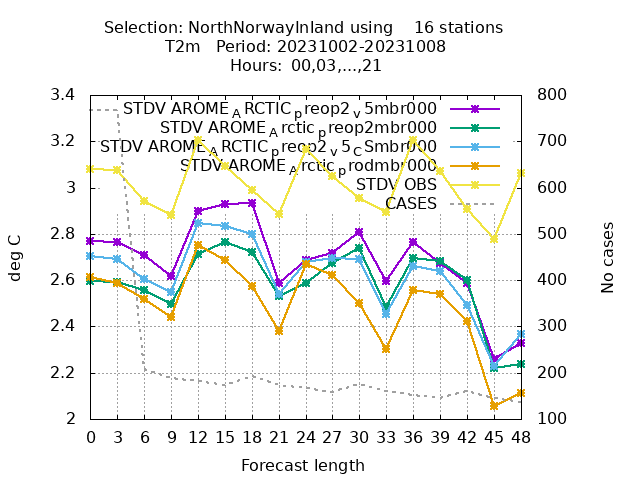 Selection: NorthNorwayInland using    16 stations
T2m   Period: 20231002-20231008
Hours:  00,03,...,21
3.4
3.2
3
2.8
2.6
2.4
2.2
2
800
700
600
500
400
300
200
100
STDV AROME_ARCTIC_preop2_v5mbr000
STDV AROME_Arctic_preop2mbr000
STDV AROME_ARCTIC_preop2_v5_CSmbr000
STDV AROME_Arctic_prodmbr000
STDV OBS
CASES
deg C
No cases
0 3 6 9 12 15 18 21 24 27 30 33 36 39 42 45 48
Forecast length